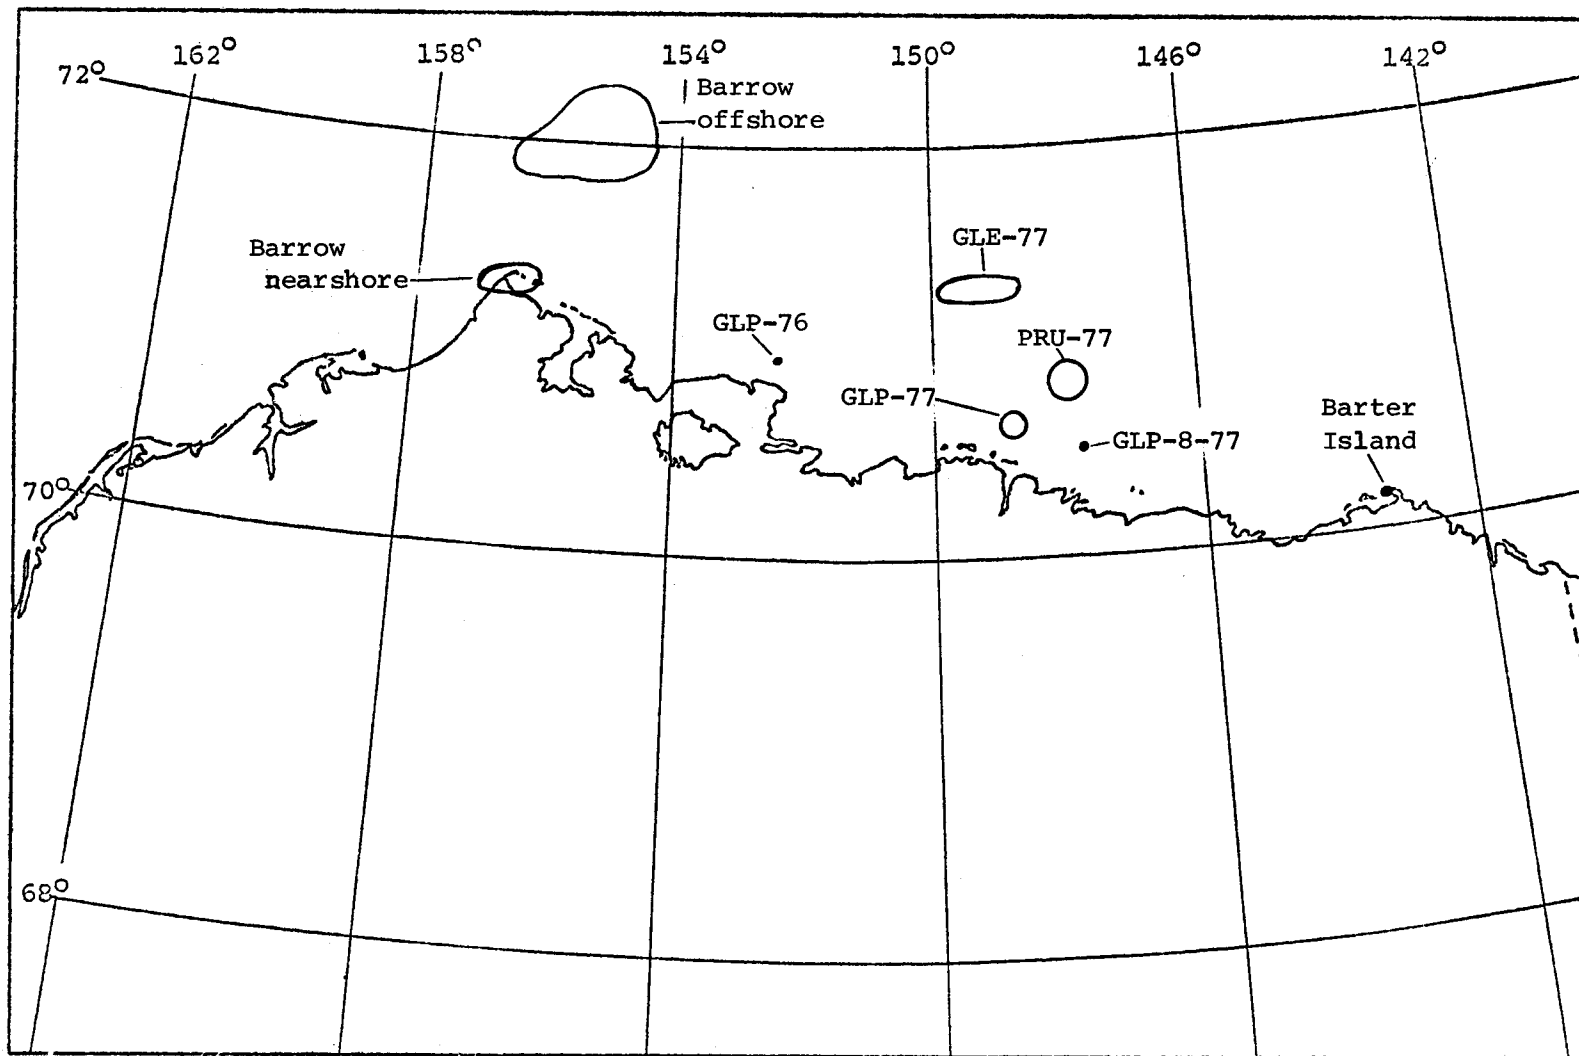 162° 158° 154° 150° 146° 142°
72°
Barrow
offshore
Barrow
nearshore
GLE-77
GLP-76
PRU-77
GLP-77
Barter
Island
GLP-8-77
70°
68°